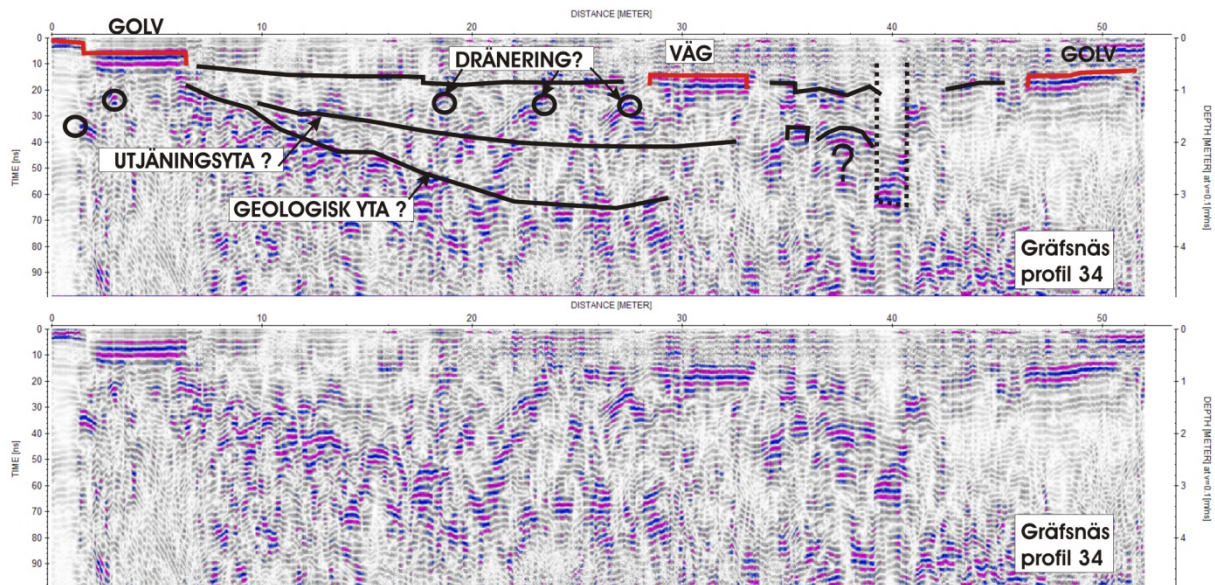 DISTANCE [METER]
0 10 20 30 40 50
GOLV
DRÄNERING?
VÄG
GOLV
0
10
20
30
40
50
60
70
80
90
TIME [ns]
0
1
2
3
4
DEPTH [METER] at v=0.1 [m/ns]
UTJÄNINGSYTA ?
GEOLOGISK YTA ?
?
Gräfsnäs
profil 34
DISTANCE [METER]
0 10 20 30 40 50
0
10
20
30
40
50
60
70
80
90
TIME [ns]
0
1
2
3
4
DEPTH [METER] at v=0.1 [m/ns]
Gräfsnäs
profil 34